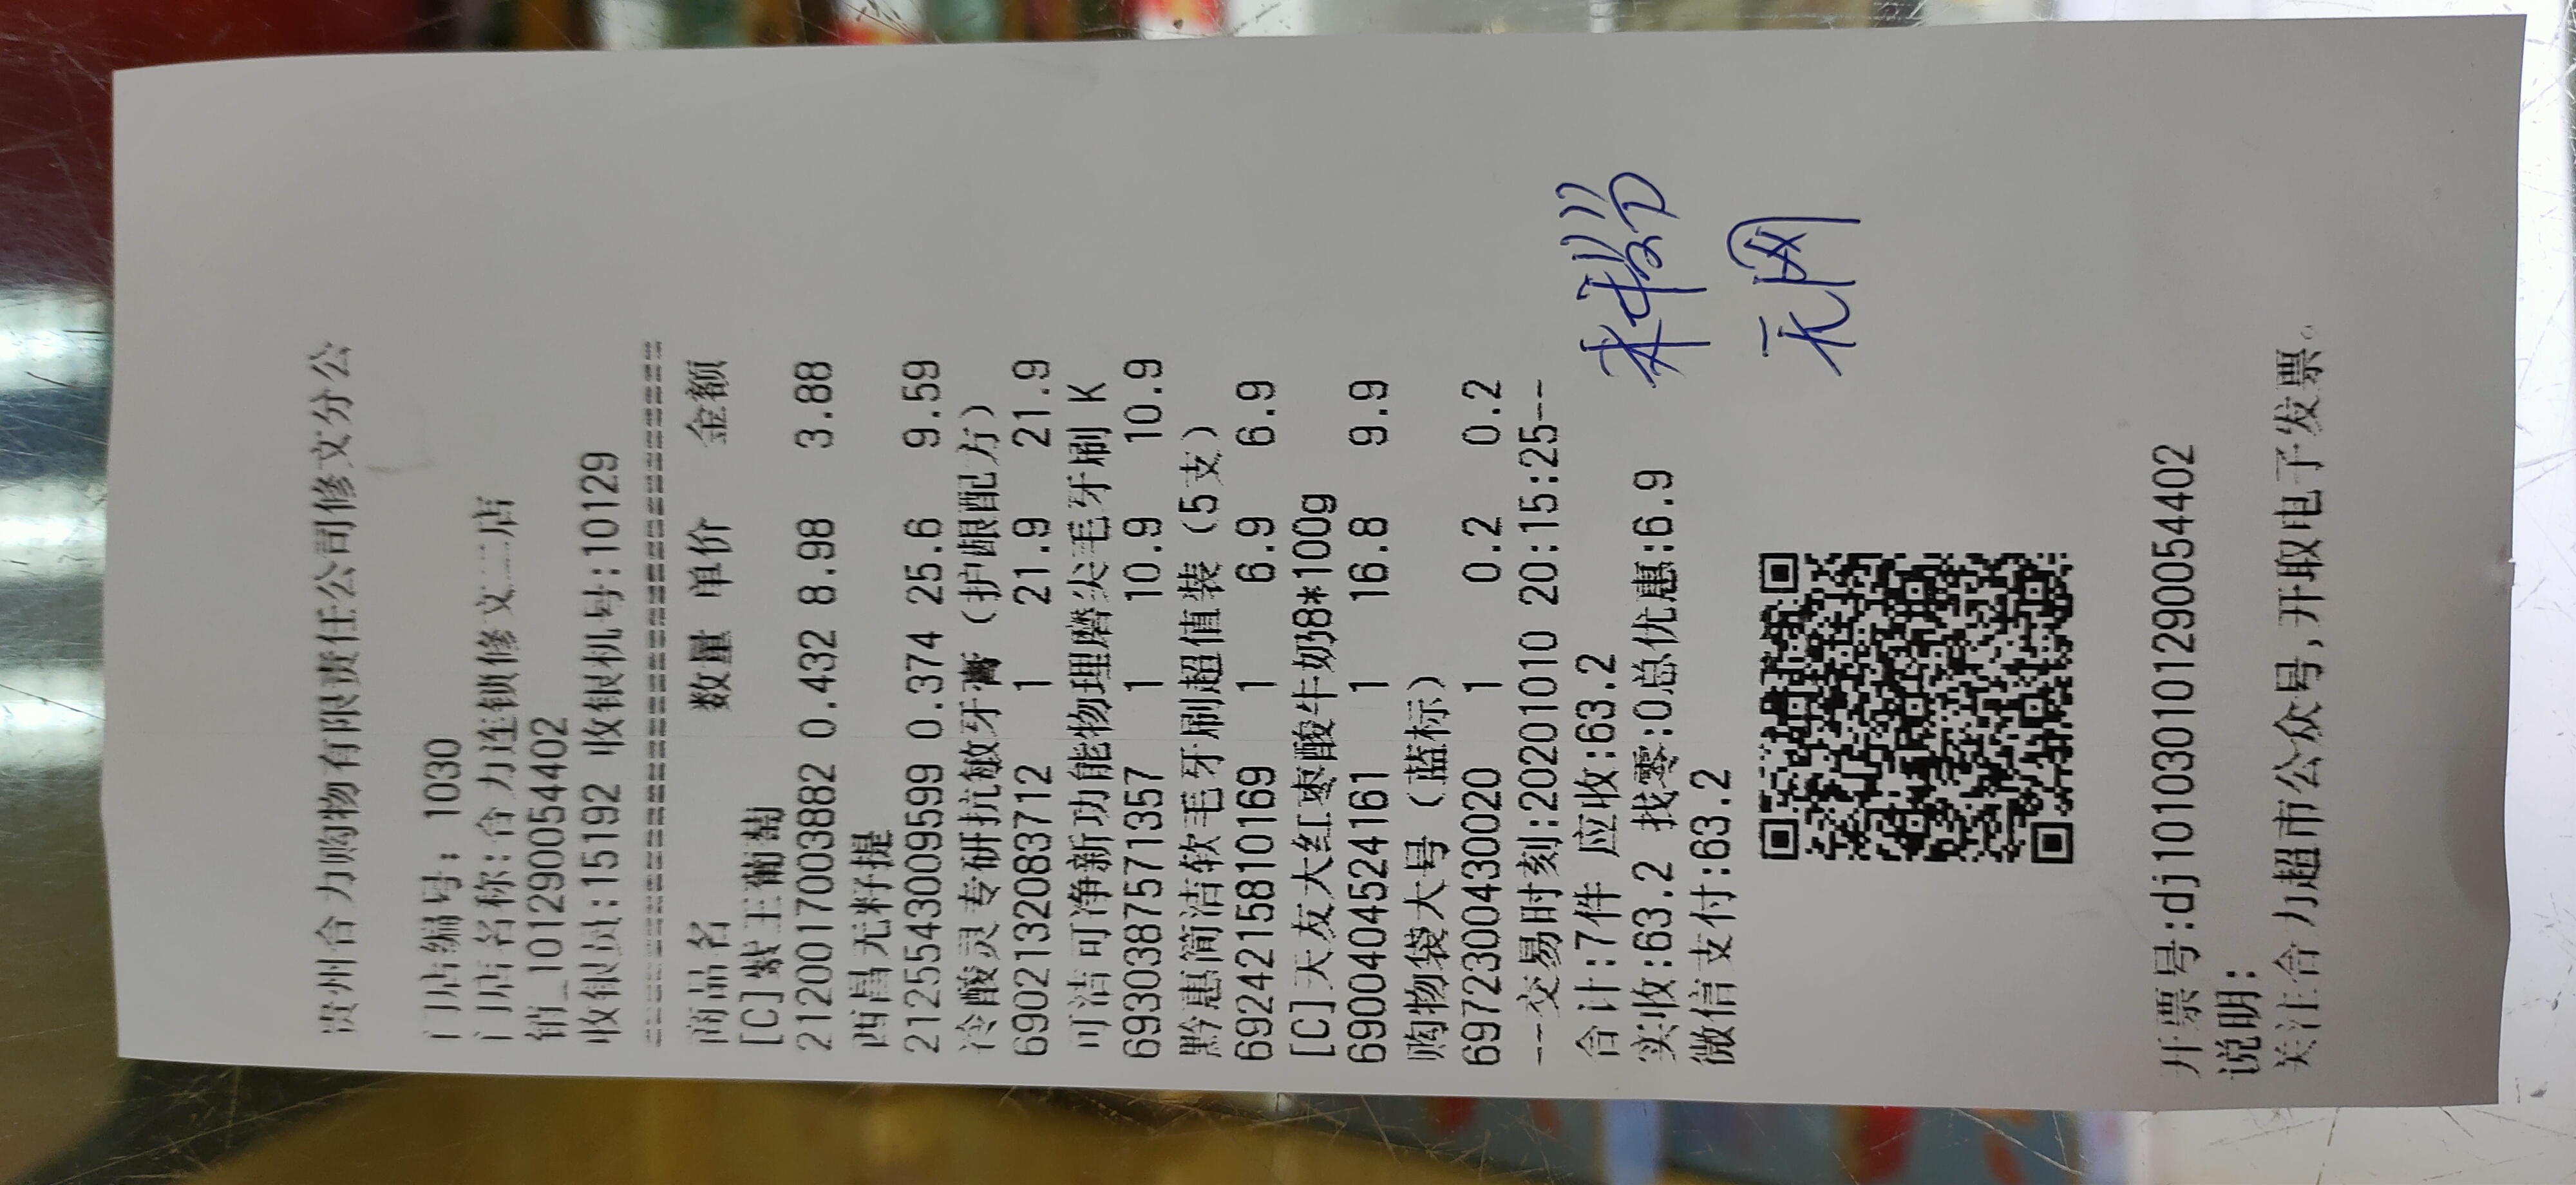 贵州合力购物有限责任公司修文分公
门店编号: 1030
门店名称:合力连锁修文二店
销_101290054402
收银员:15192 收银机号:10129
商品名 数量 单价 金额
[C]紫王葡萄
2120017003882 0.432 8.98 3.88
西昌无籽提
2125543009599 0.374 25.6 9.59
冷酸灵专研抗敏牙膏（护龈配方）
6902132083712 1 21.9 21.9
可洁可净新功能物理磨尖毛牙刷 K
6930387571357 1 10.9 10.9
黔惠简洁软毛牙刷超值装（5支）
6924215810169 1 6.9 6.9
[C]天友大红枣酸牛奶8*100g
6900404524161 1 16.8 9.9
购物袋大号（蓝标）
6972300430020 1 0.2 0.2
---交易时刻:20201010 20:15:25--
合计:7件 应收:63.2
实收:63.2 找零:0总优惠:6.9
微信支付:63.2
无网
开票号:dj101030101290054402
说明:
关注合力超市公众号,开取电子发票。